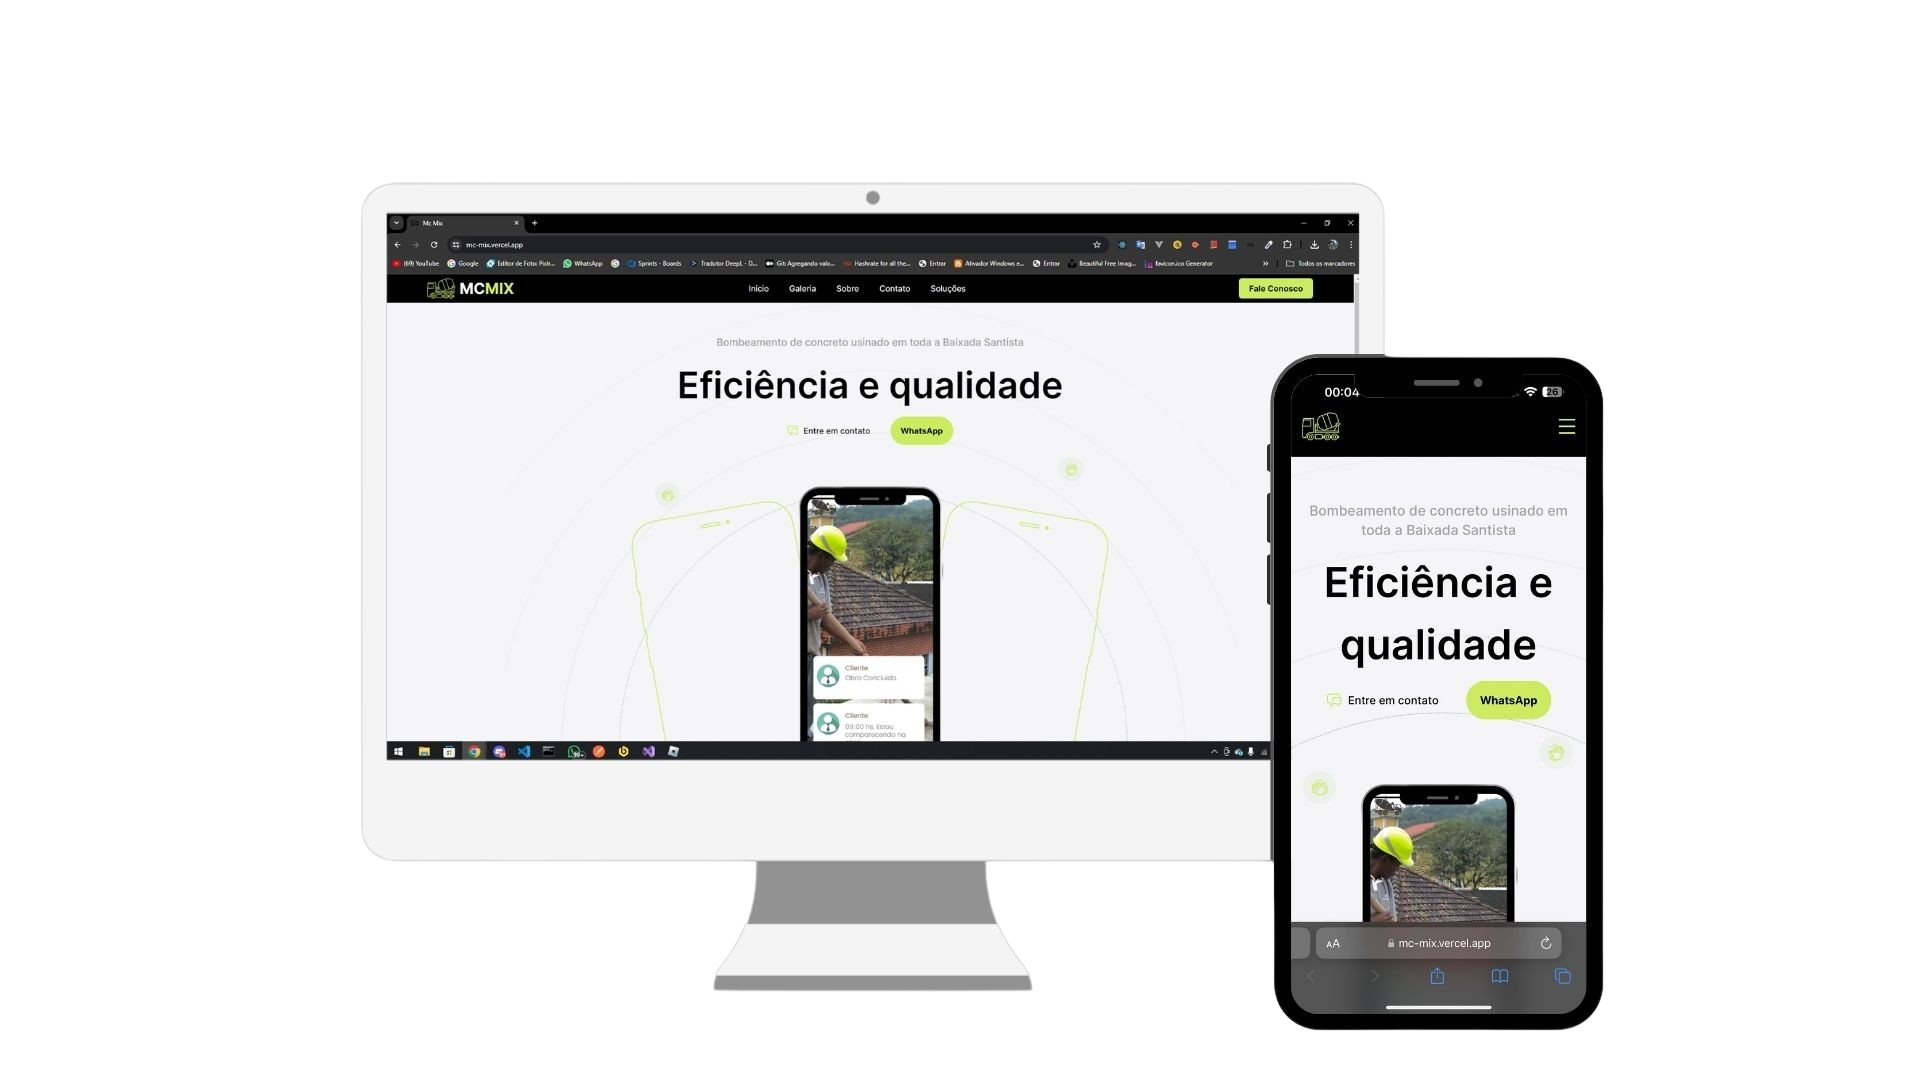 Mc Mix
mc-mix.vercel.app
(69) YouTube
Google
Editor de Foto: Pixlr...
WhatsApp
Sprints - Boards
Tradutor DeepL - D...
Git: Agregando valo...
Hashrate for all the...
Entrar
Ativador Windows e...
Entrar
Beautiful Free Imag...
favicon.ico Generator
»
Todos os marcadores
MCMIX
Início
Galeria
Sobre
Contato
Soluções
Fale Conosco
Bombeamento de concreto usinado em toda a Baixada Santista
Eficiência e qualidade
Entre em contato
WhatsApp
Cliente
Obra Concluída.
Cliente
09:00 hs. Estou
comparecendo na
99+
00:04
26
Bombeamento de concreto usinado em
toda a Baixada Santista
Eficiência e
qualidade
Entre em contato
WhatsApp
AA
mc-mix.vercel.app